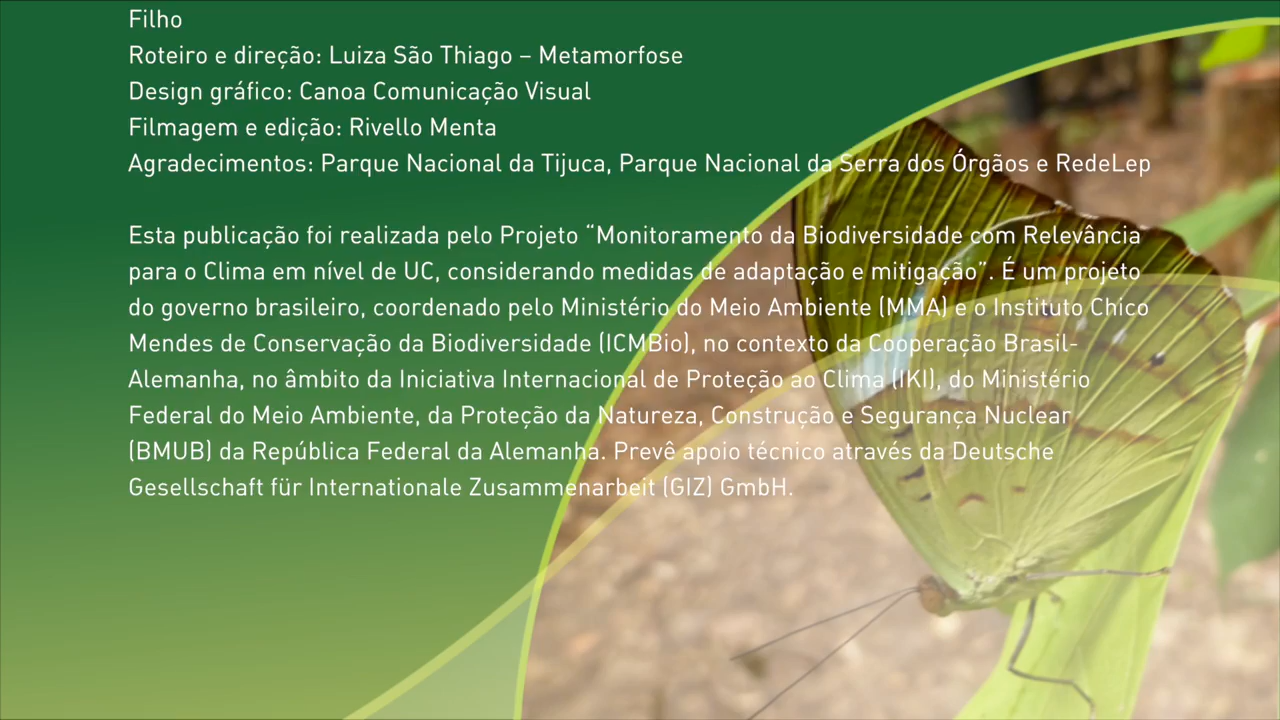 Filho
Roteiro e direção: Luiza São Thiago – Metamorfose
Design gráfico: Canoa Comunicação Visual
Filmagem e edição: Rivello Menta
Agradecimentos: Parque Nacional da Tijuca, Parque Nacional da Serra dos Órgãos e RedeLep
Esta publicação foi realizada pelo Projeto “Monitoramento da Biodiversidade com Relevância
para o Clima em nível de UC, considerando medidas de adaptação e mitigação”. É um projeto
do governo brasileiro, coordenado pelo Ministério do Meio Ambiente (MMA) e o Instituto Chico
Mendes de Conservação da Biodiversidade (ICMBio), no contexto da Cooperação Brasil-
Alemanha, no âmbito da Iniciativa Internacional de Proteção ao Clima (IKI), do Ministério
Federal do Meio Ambiente, da Proteção da Natureza, Construção e Segurança Nuclear
(BMUB) da República Federal da Alemanha. Prevê apoio técnico através da Deutsche
Gesellschaft für Internationale Zusammenarbeit (GIZ) GmbH.